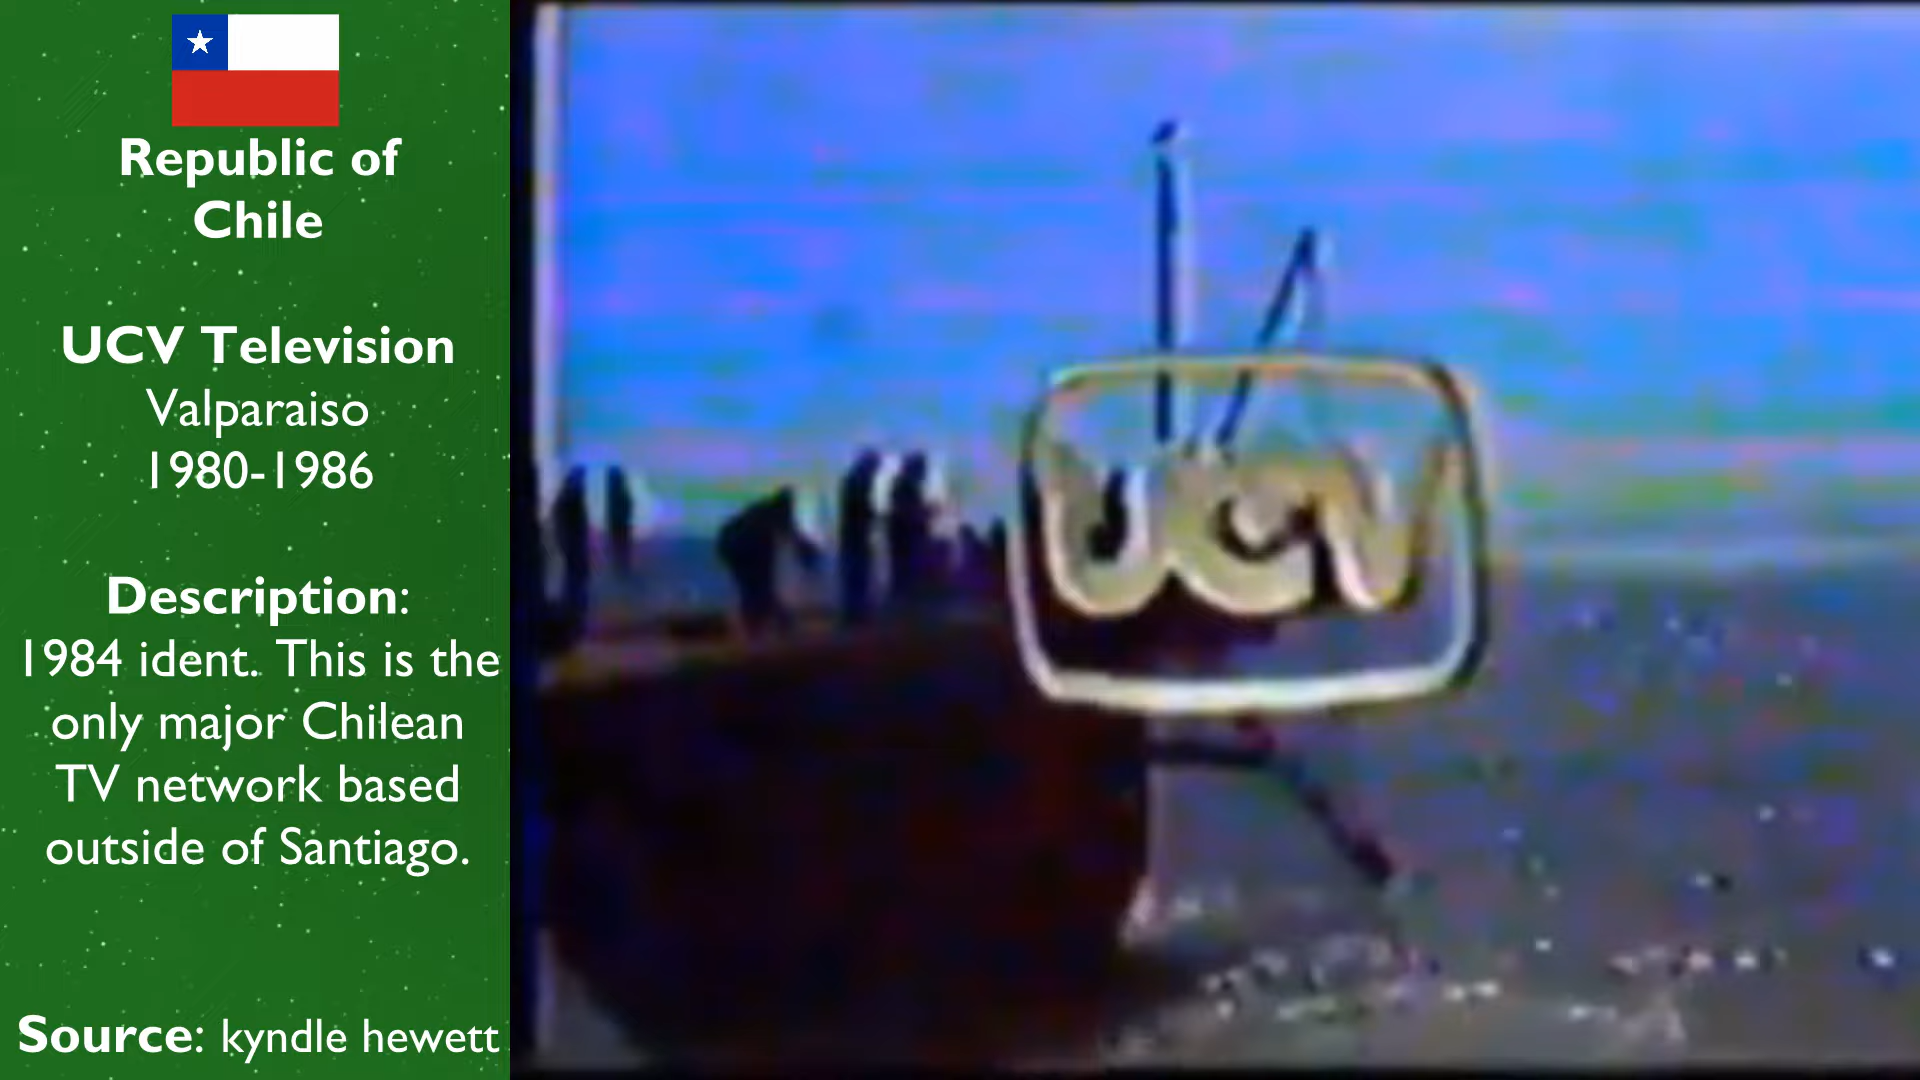 Republic of
Chile
UCV Television
Valparaiso
1980-1986
Description:
1984 ident. This is the
only major Chilean
TV network based
outside of Santiago.
Source: kyndle hewett
ucv